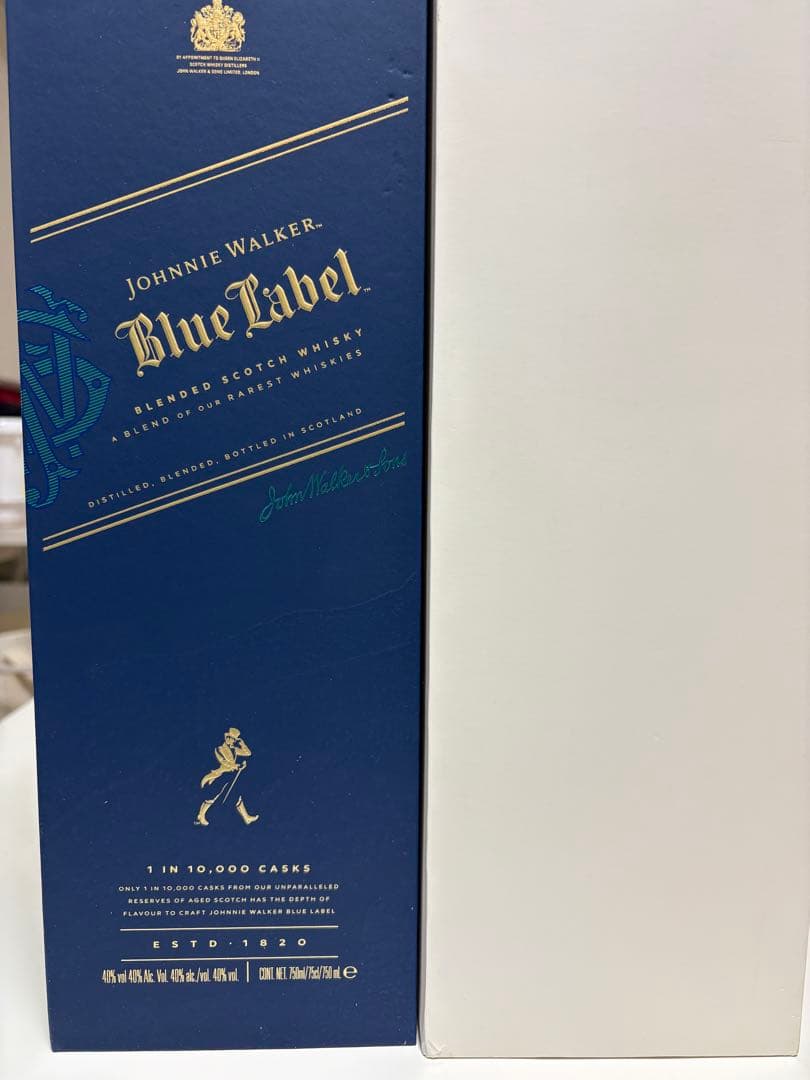 BY APPOINTMENT TO QUEEN ELIZABETH II
SCOTCH WHISKY DISTILLERS
JOHN WALKER & SONS LIMITED, LONDON
JOHNNIE WALKER™
Blue Label™
BLENDED SCOTCH WHISKY
A BLEND OF OUR RAREST WHISKIES
DISTILLED, BLENDED, BOTTLED IN SCOTLAND
John Walker & Sons
1 IN 10,000 CASKS
ONLY 1 IN 10,000 CASKS FROM OUR UNPARALLELED
RESERVES OF AGED SCOTCH HAS THE DEPTH OF
FLAVOUR TO CRAFT JOHNNIE WALKER BLUE LABEL
ESTD·1820
40% vol 40% Alc. Vol. 40% alc./vol. 40% vol. | CONT. NET. 750ml/75cl/750 mL ℮